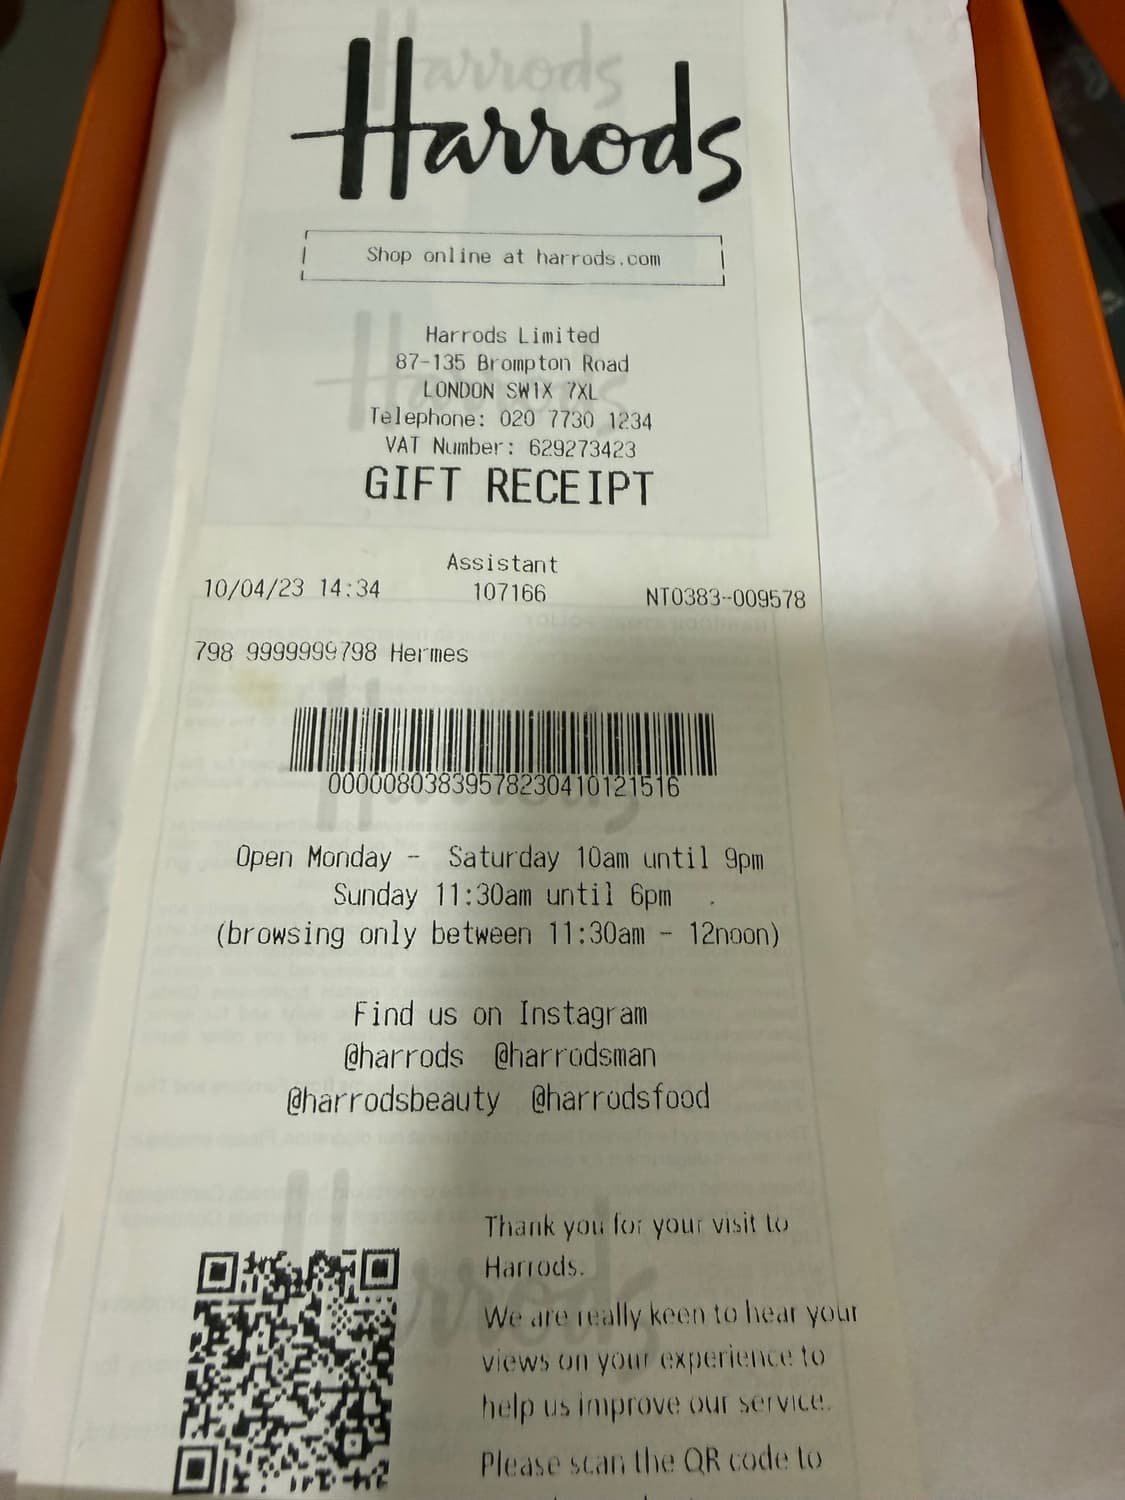 Harrods
Shop online at harrods.com
Harrods Limited
87-135 Brompton Road
LONDON SW1X 7XL
Telephone: 020 7730 1234
VAT Number: 629273423
GIFT RECEIPT
Assistant
10/04/23 14:34 107166 NT0383-009578
798 9999999798 Hermes
0000080383957823041012151​6
Open Monday - Saturday 10am until 9pm
Sunday 11:30am until 6pm
(browsing only between 11:30am - 12noon)
Find us on Instagram
@harrods @harrodsman
@harrodsbeauty @harrodsfood
Thank you for your visit to
Harrods.
We are really keen to hear your
views on your experience to
help us improve our service.
Please scan the QR code to